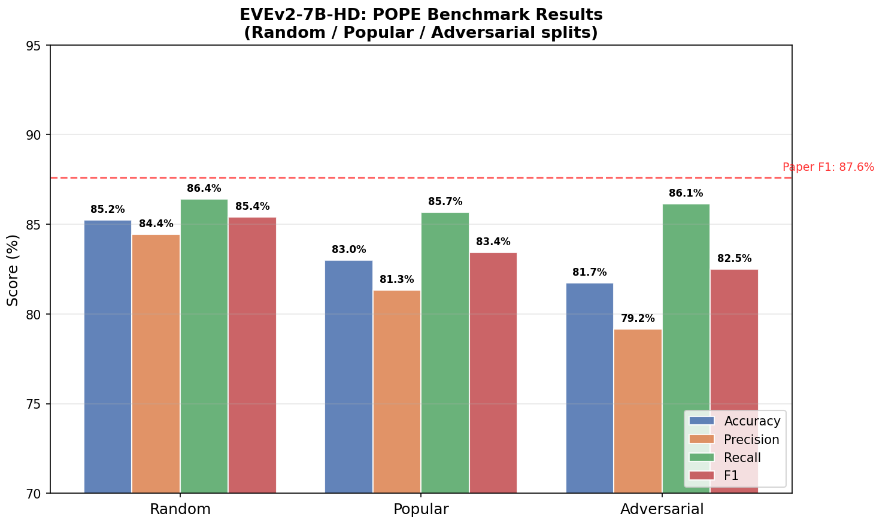 EVEv2-7B-HD: POPE Benchmark Results
(Random / Popular / Adversarial splits)
Score (%)
95
90
85
80
75
70
Paper F1: 87.6%
85.2%
84.4%
86.4%
85.4%
83.0%
81.3%
85.7%
83.4%
81.7%
79.2%
86.1%
82.5%
Accuracy
Precision
Recall
F1
Random
Popular
Adversarial